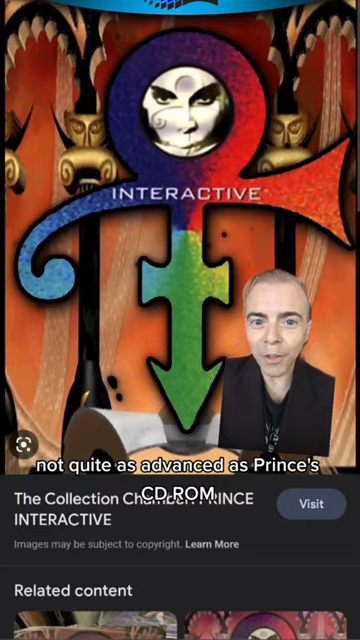 INTERACTIVE
not quite as advanced as Prince's
CD ROM
The Collection Chamber: PRINCE
INTERACTIVE
Visit
Images may be subject to copyright. Learn More
Related content